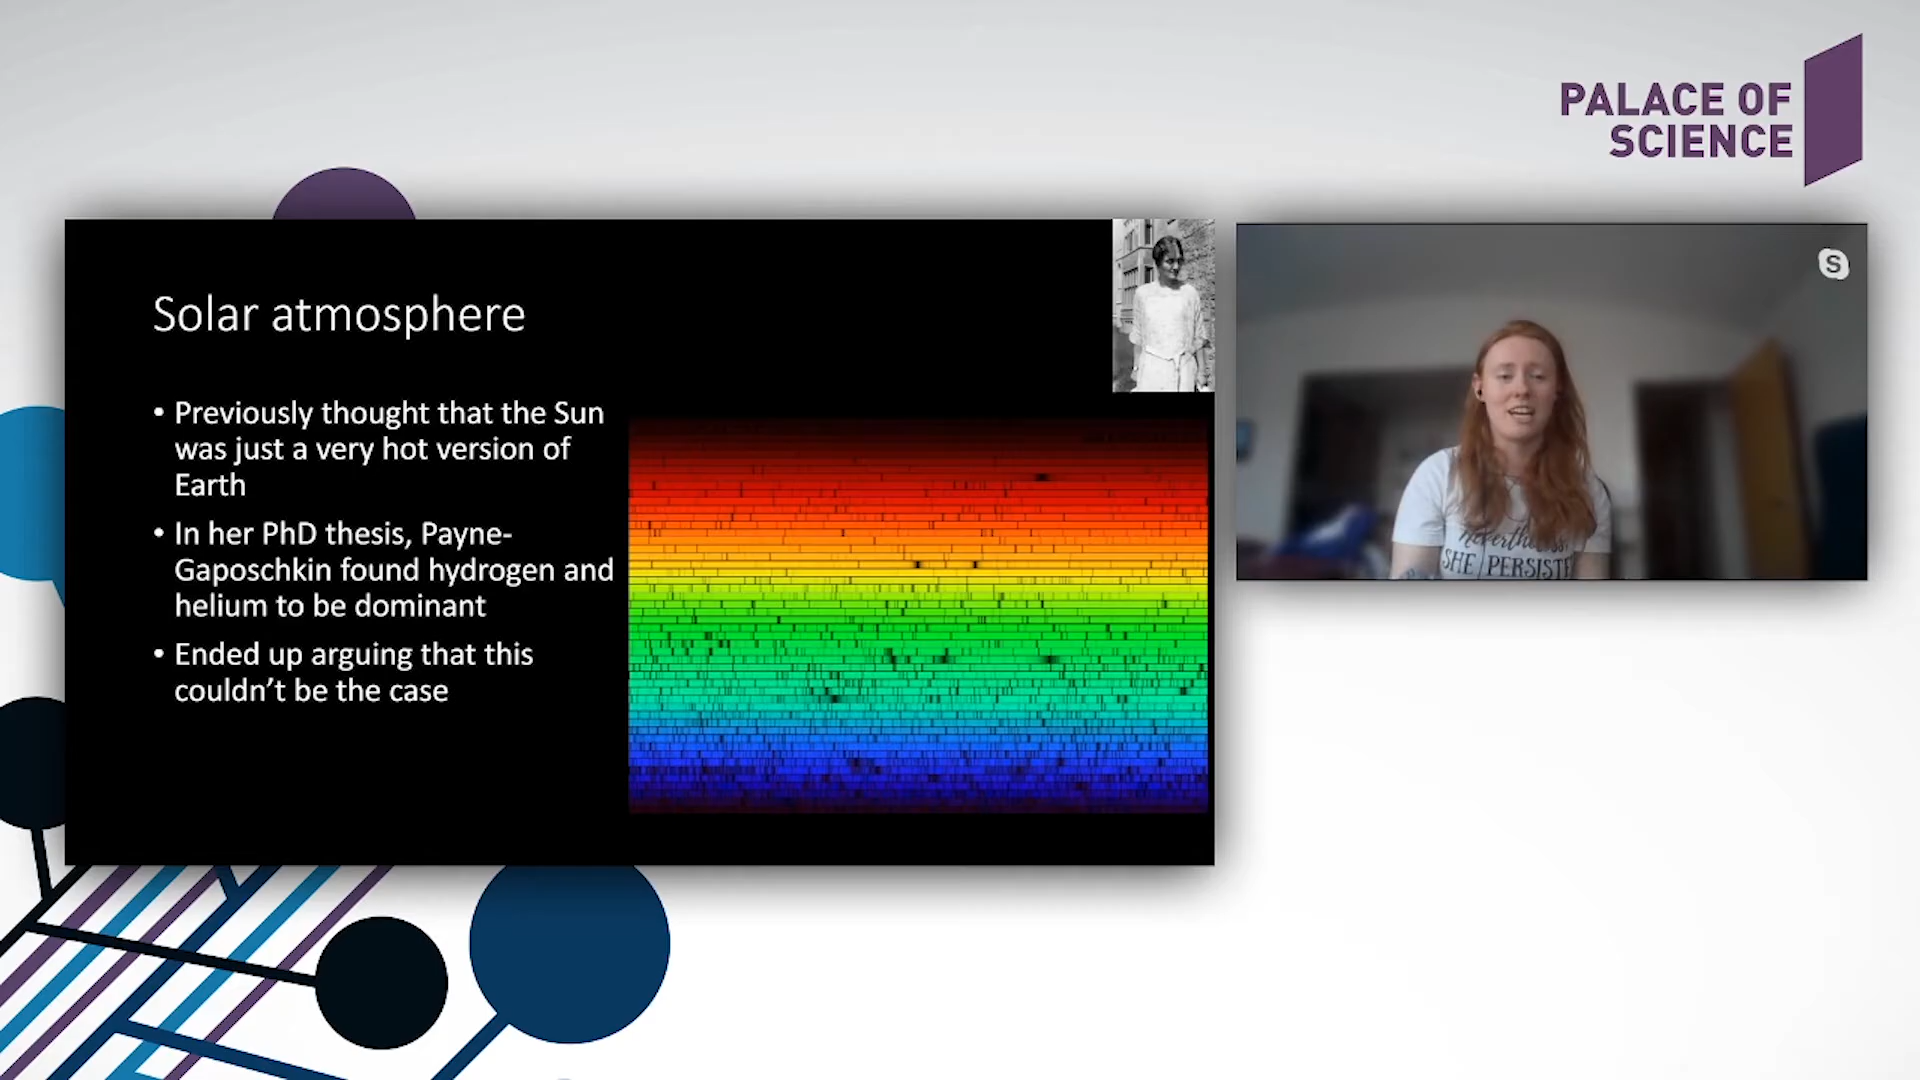 PALACE OF
SCIENCE
Solar atmosphere
• Previously thought that the Sun
was just a very hot version of
Earth
• In her PhD thesis, Payne-
Gaposchkin found hydrogen and
helium to be dominant
• Ended up arguing that this
couldn't be the case
S
nevertheless
SHE PERSISTE